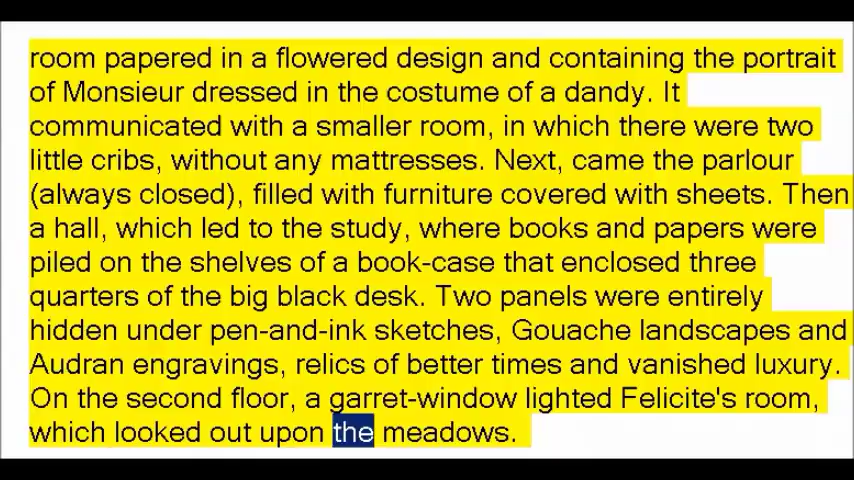 room papered in a flowered design and containing the portrait
of Monsieur dressed in the costume of a dandy. It
communicated with a smaller room, in which there were two
little cribs, without any mattresses. Next, came the parlour
(always closed), filled with furniture covered with sheets. Then
a hall, which led to the study, where books and papers were
piled on the shelves of a book-case that enclosed three
quarters of the big black desk. Two panels were entirely
hidden under pen-and-ink sketches, Gouache landscapes and
Audran engravings, relics of better times and vanished luxury.
On the second floor, a garret-window lighted Felicite's room,
which looked out upon the meadows.